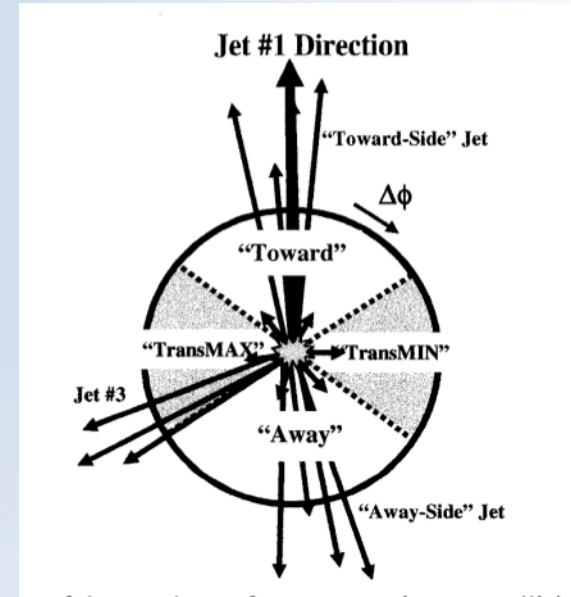 Jet #1 Direction
“Toward-Side” Jet
Δϕ
“Toward”
“TransMAX”
“TransMIN”
Jet #3
“Away”
“Away-Side” Jet